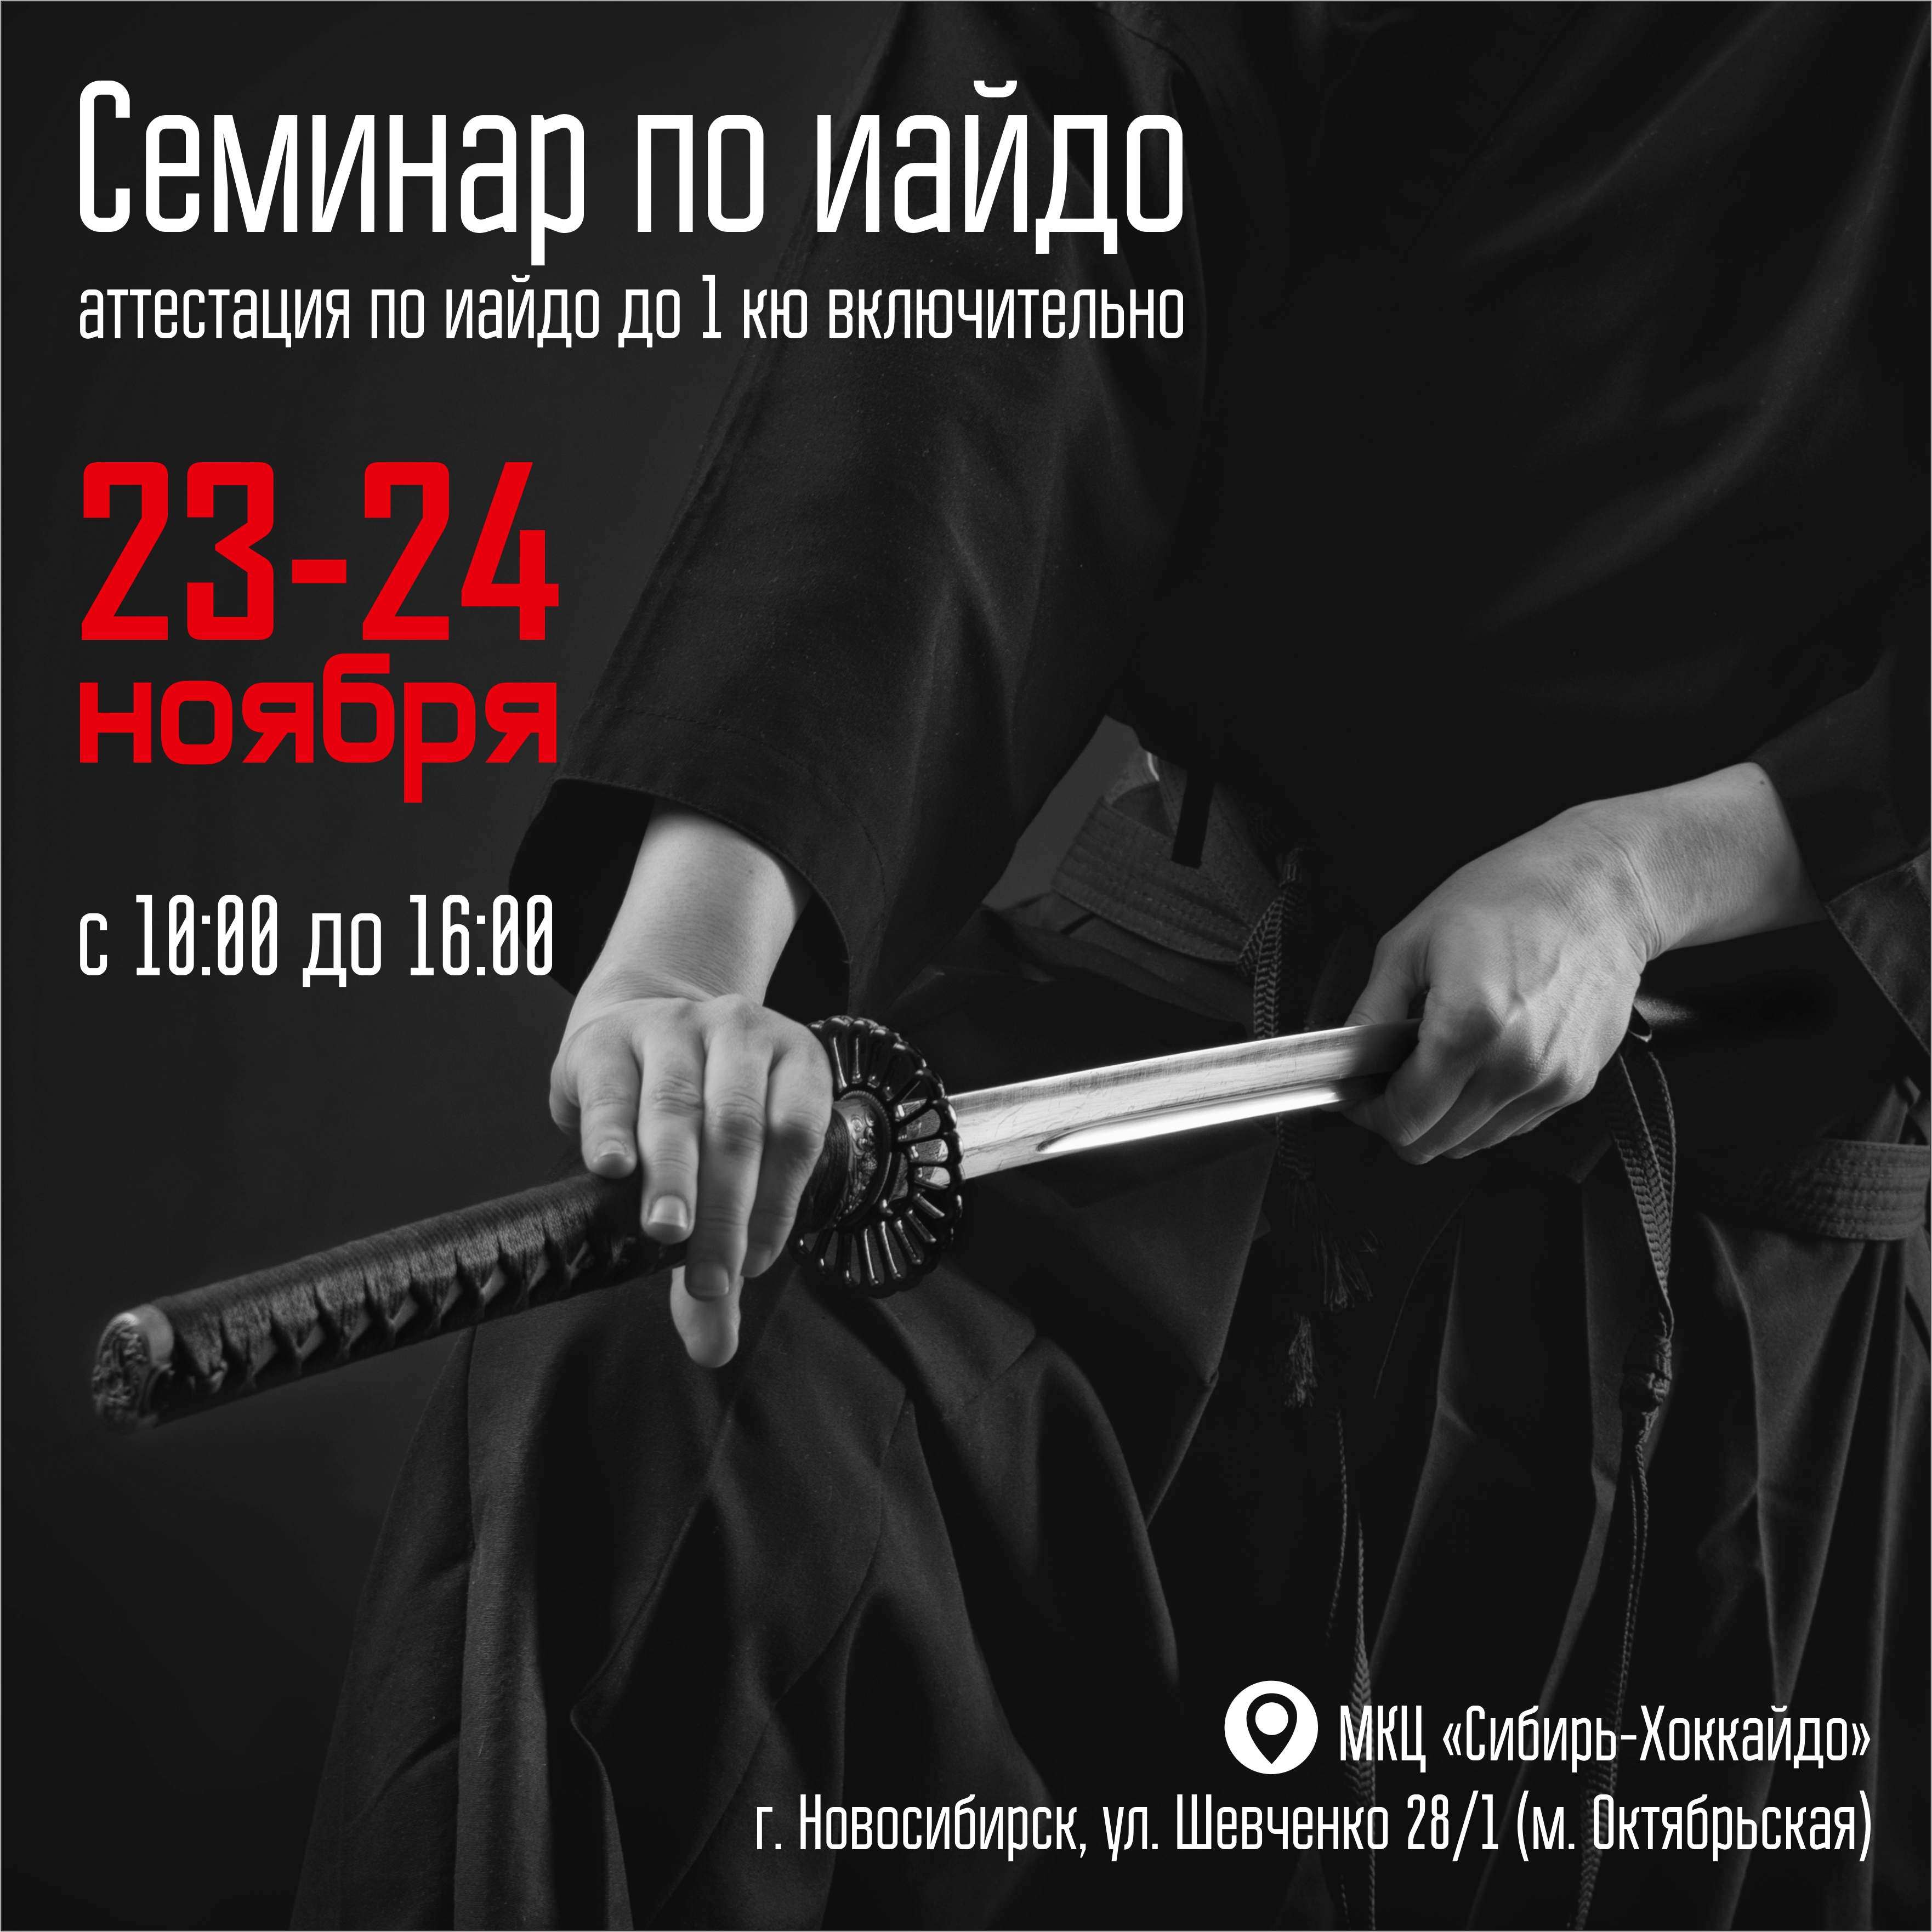 Семинар по иайдо
аттестация по иайдо до 1 кю включительно
23-24
ноября
с 10:00 до 16:00
МКЦ «Сибирь-Хоккайдо»
г. Новосибирск, ул. Шевченко 28/1 (м. Октябрьская)